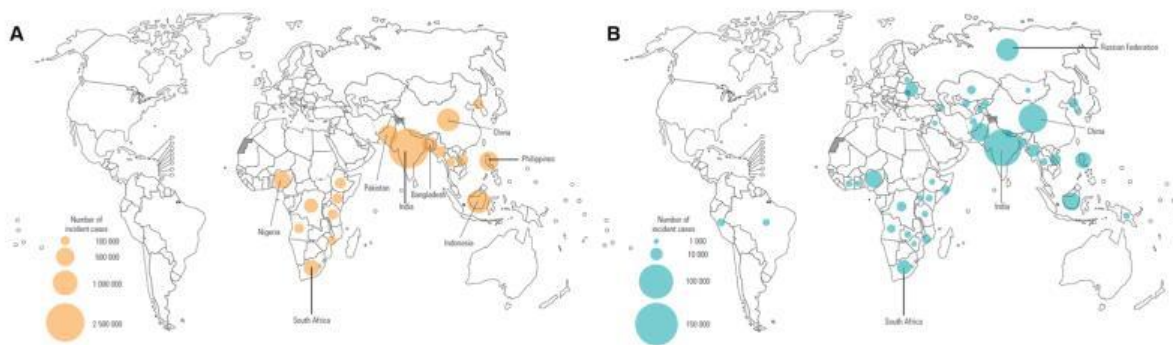 A
China
Philippines
Pakistan
India
Bangladesh
Nigeria
Indonesia
South Africa
Number of
incident cases
100 000
500 000
1 000 000
2 500 000
B
Russian Federation
China
India
South Africa
Number of
incident cases
1 000
10 000
100 000
150 000